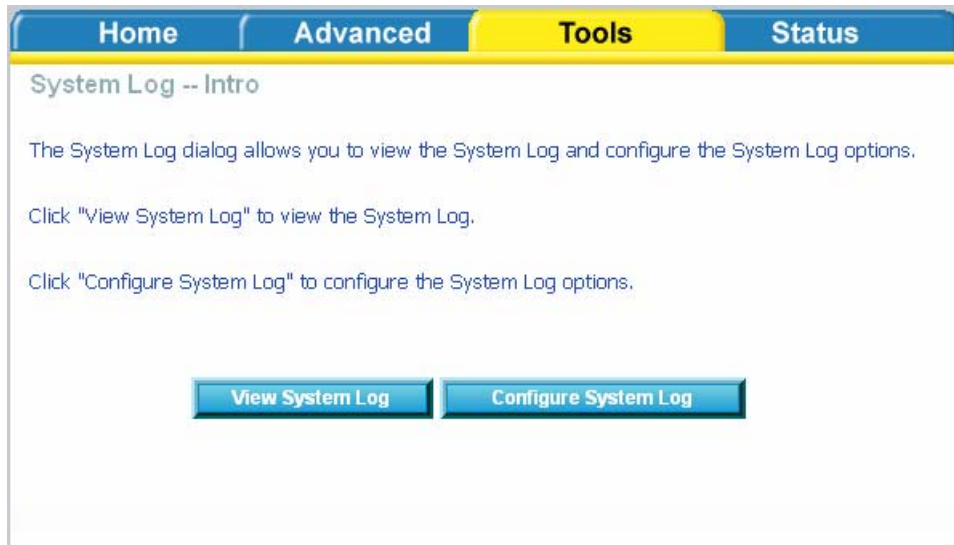 Home Advanced Tools Status
System Log -- Intro
The System Log dialog allows you to view the System Log and configure the System Log options.
Click "View System Log" to view the System Log.
Click "Configure System Log" to configure the System Log options.
View System Log Configure System Log